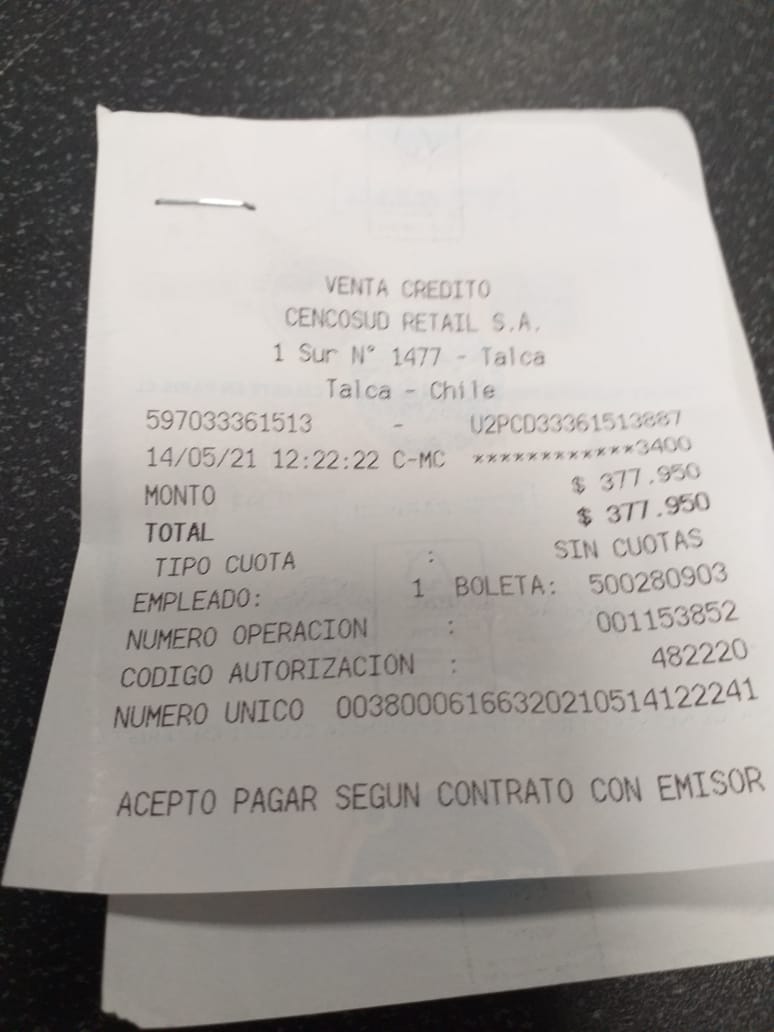 VENTA CREDITO
CENCOSUD RETAIL S.A.
1 Sur N° 1477 - Talca
Talca - Chile
597033361513 - U2PCD33361513887
14/05/21 12:22:22 C-MC ************3400
MONTO $ 377.950
TOTAL $ 377.950
TIPO CUOTA : SIN CUOTAS
EMPLEADO: 1 BOLETA: 500280903
NUMERO OPERACION : 001153852
CODIGO AUTORIZACION : 482220
NUMERO UNICO 00380006166320210514122241
ACEPTO PAGAR SEGUN CONTRATO CON EMISOR